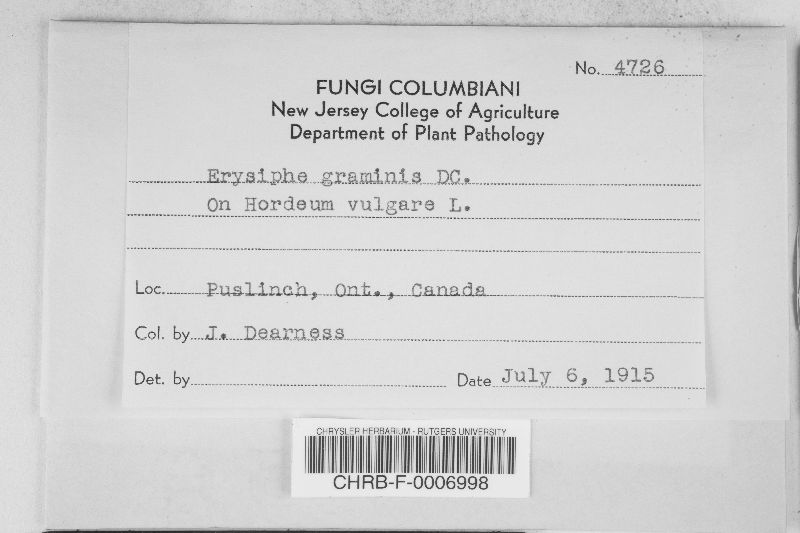 No. 4726
FUNGI COLUMBIANI
New Jersey College of Agriculture
Department of Plant Pathology
Erysiphe graminis DC.
On Hordeum vulgare L.
Loc. Puslinch, Ont., Canada
Col. by J. Dearness
Det. by Date July 6, 1915
CHRYSLER HERBARIUM - RUTGERS UNIVERSITY
CHRB-F-0006998